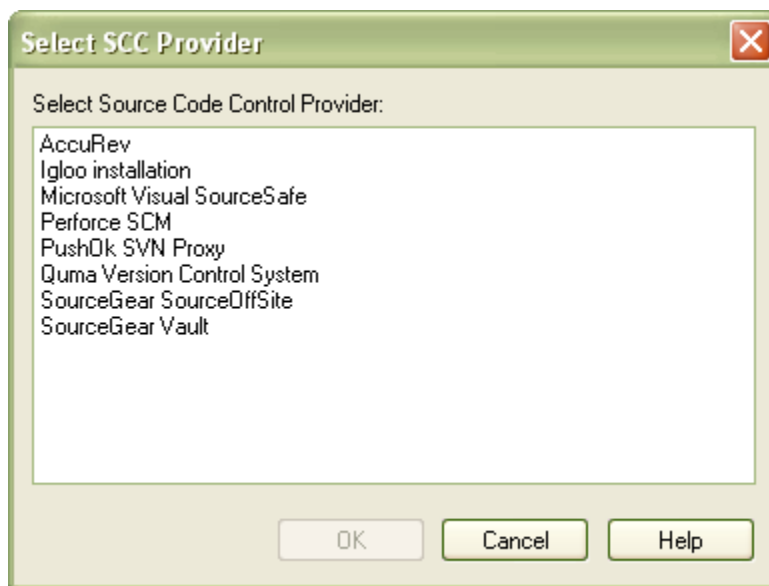 Select SCC Provider
Select Source Code Control Provider:
AccuRev
Igloo installation
Microsoft Visual SourceSafe
Perforce SCM
PushOk SVN Proxy
Quma Version Control System
SourceGear SourceOffSite
SourceGear Vault
OK Cancel Help